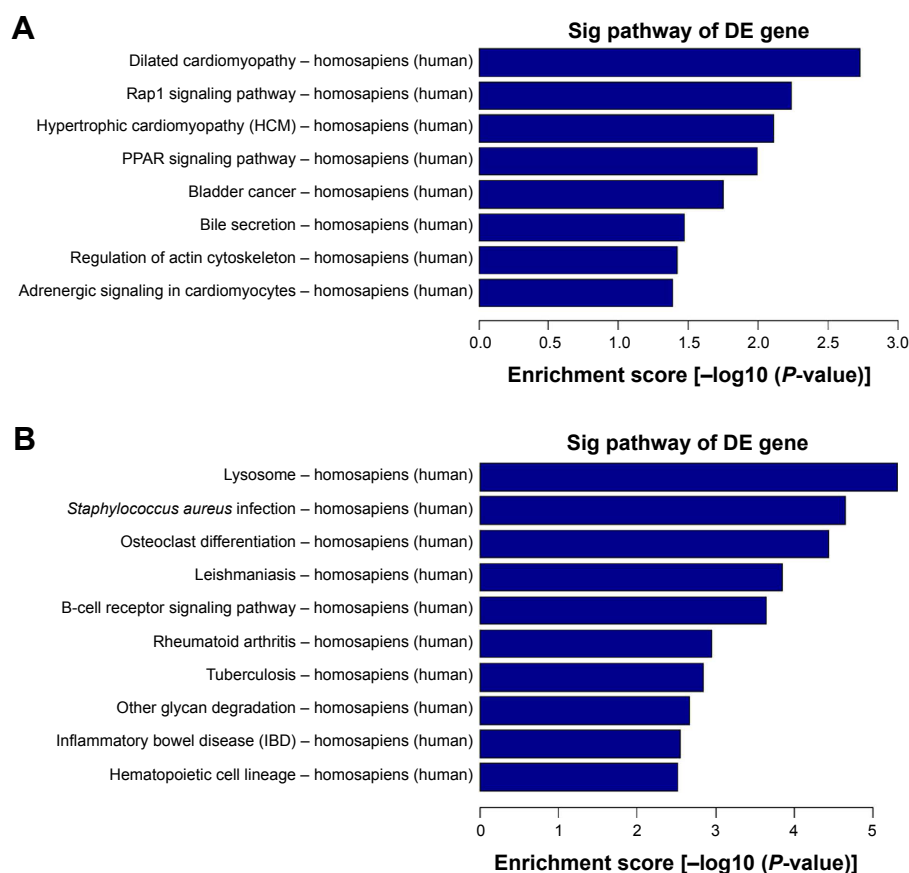 A
Sig pathway of DE gene
Dilated cardiomyopathy – homosapiens (human)
Rap1 signaling pathway – homosapiens (human)
Hypertrophic cardiomyopathy (HCM) – homosapiens (human)
PPAR signaling pathway – homosapiens (human)
Bladder cancer – homosapiens (human)
Bile secretion – homosapiens (human)
Regulation of actin cytoskeleton – homosapiens (human)
Adrenergic signaling in cardiomyocytes – homosapiens (human)
0.0 0.5 1.0 1.5 2.0 2.5 3.0
Enrichment score [–log10 (P-value)]
B
Sig pathway of DE gene
Lysosome – homosapiens (human)
Staphylococcus aureus infection – homosapiens (human)
Osteoclast differentiation – homosapiens (human)
Leishmaniasis – homosapiens (human)
B-cell receptor signaling pathway – homosapiens (human)
Rheumatoid arthritis – homosapiens (human)
Tuberculosis – homosapiens (human)
Other glycan degradation – homosapiens (human)
Inflammatory bowel disease (IBD) – homosapiens (human)
Hematopoietic cell lineage – homosapiens (human)
0 1 2 3 4 5
Enrichment score [–log10 (P-value)]